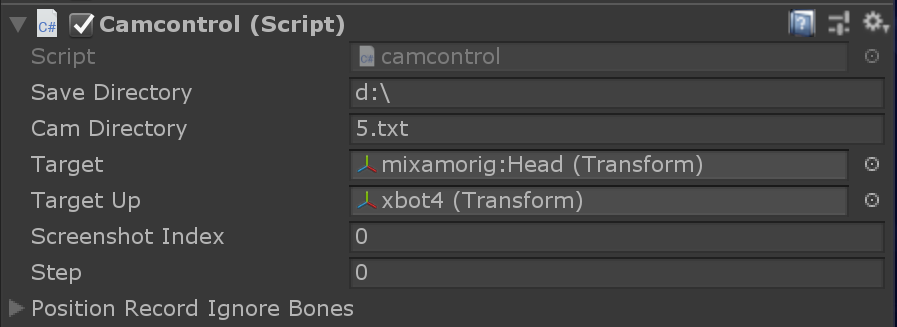 Camcontrol (Script)
Script camcontrol
Save Directory d:\
Cam Directory 5.txt
Target mixamorig:Head (Transform)
Target Up xbot4 (Transform)
Screenshot Index 0
Step 0
Position Record Ignore Bones